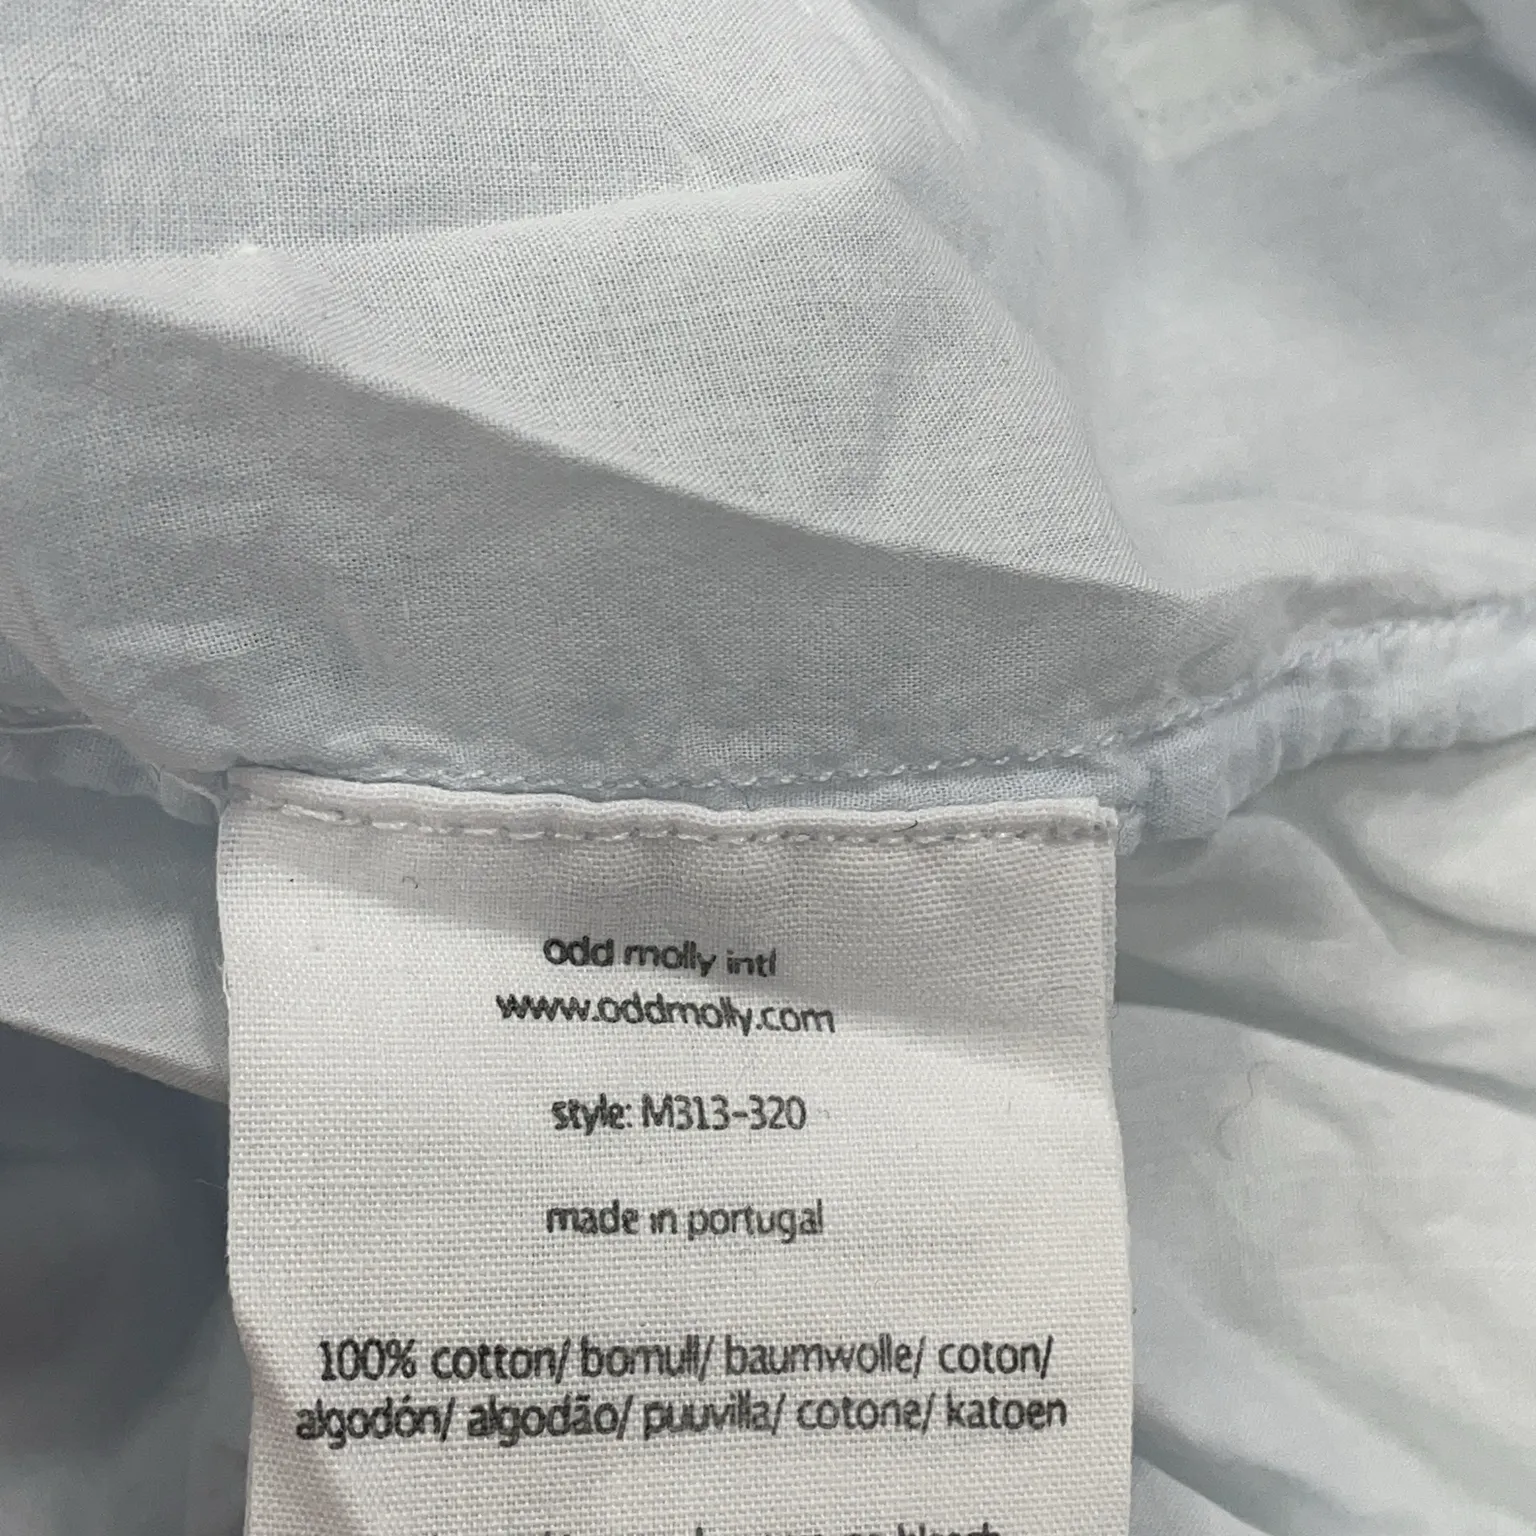 odd molly intl
www.oddmolly.com
style: M313-320
made in portugal
100% cotton/ bomull/ baumwolle/ coton/
algodón/ algodão/ puuvilla/ cotone/ katoen